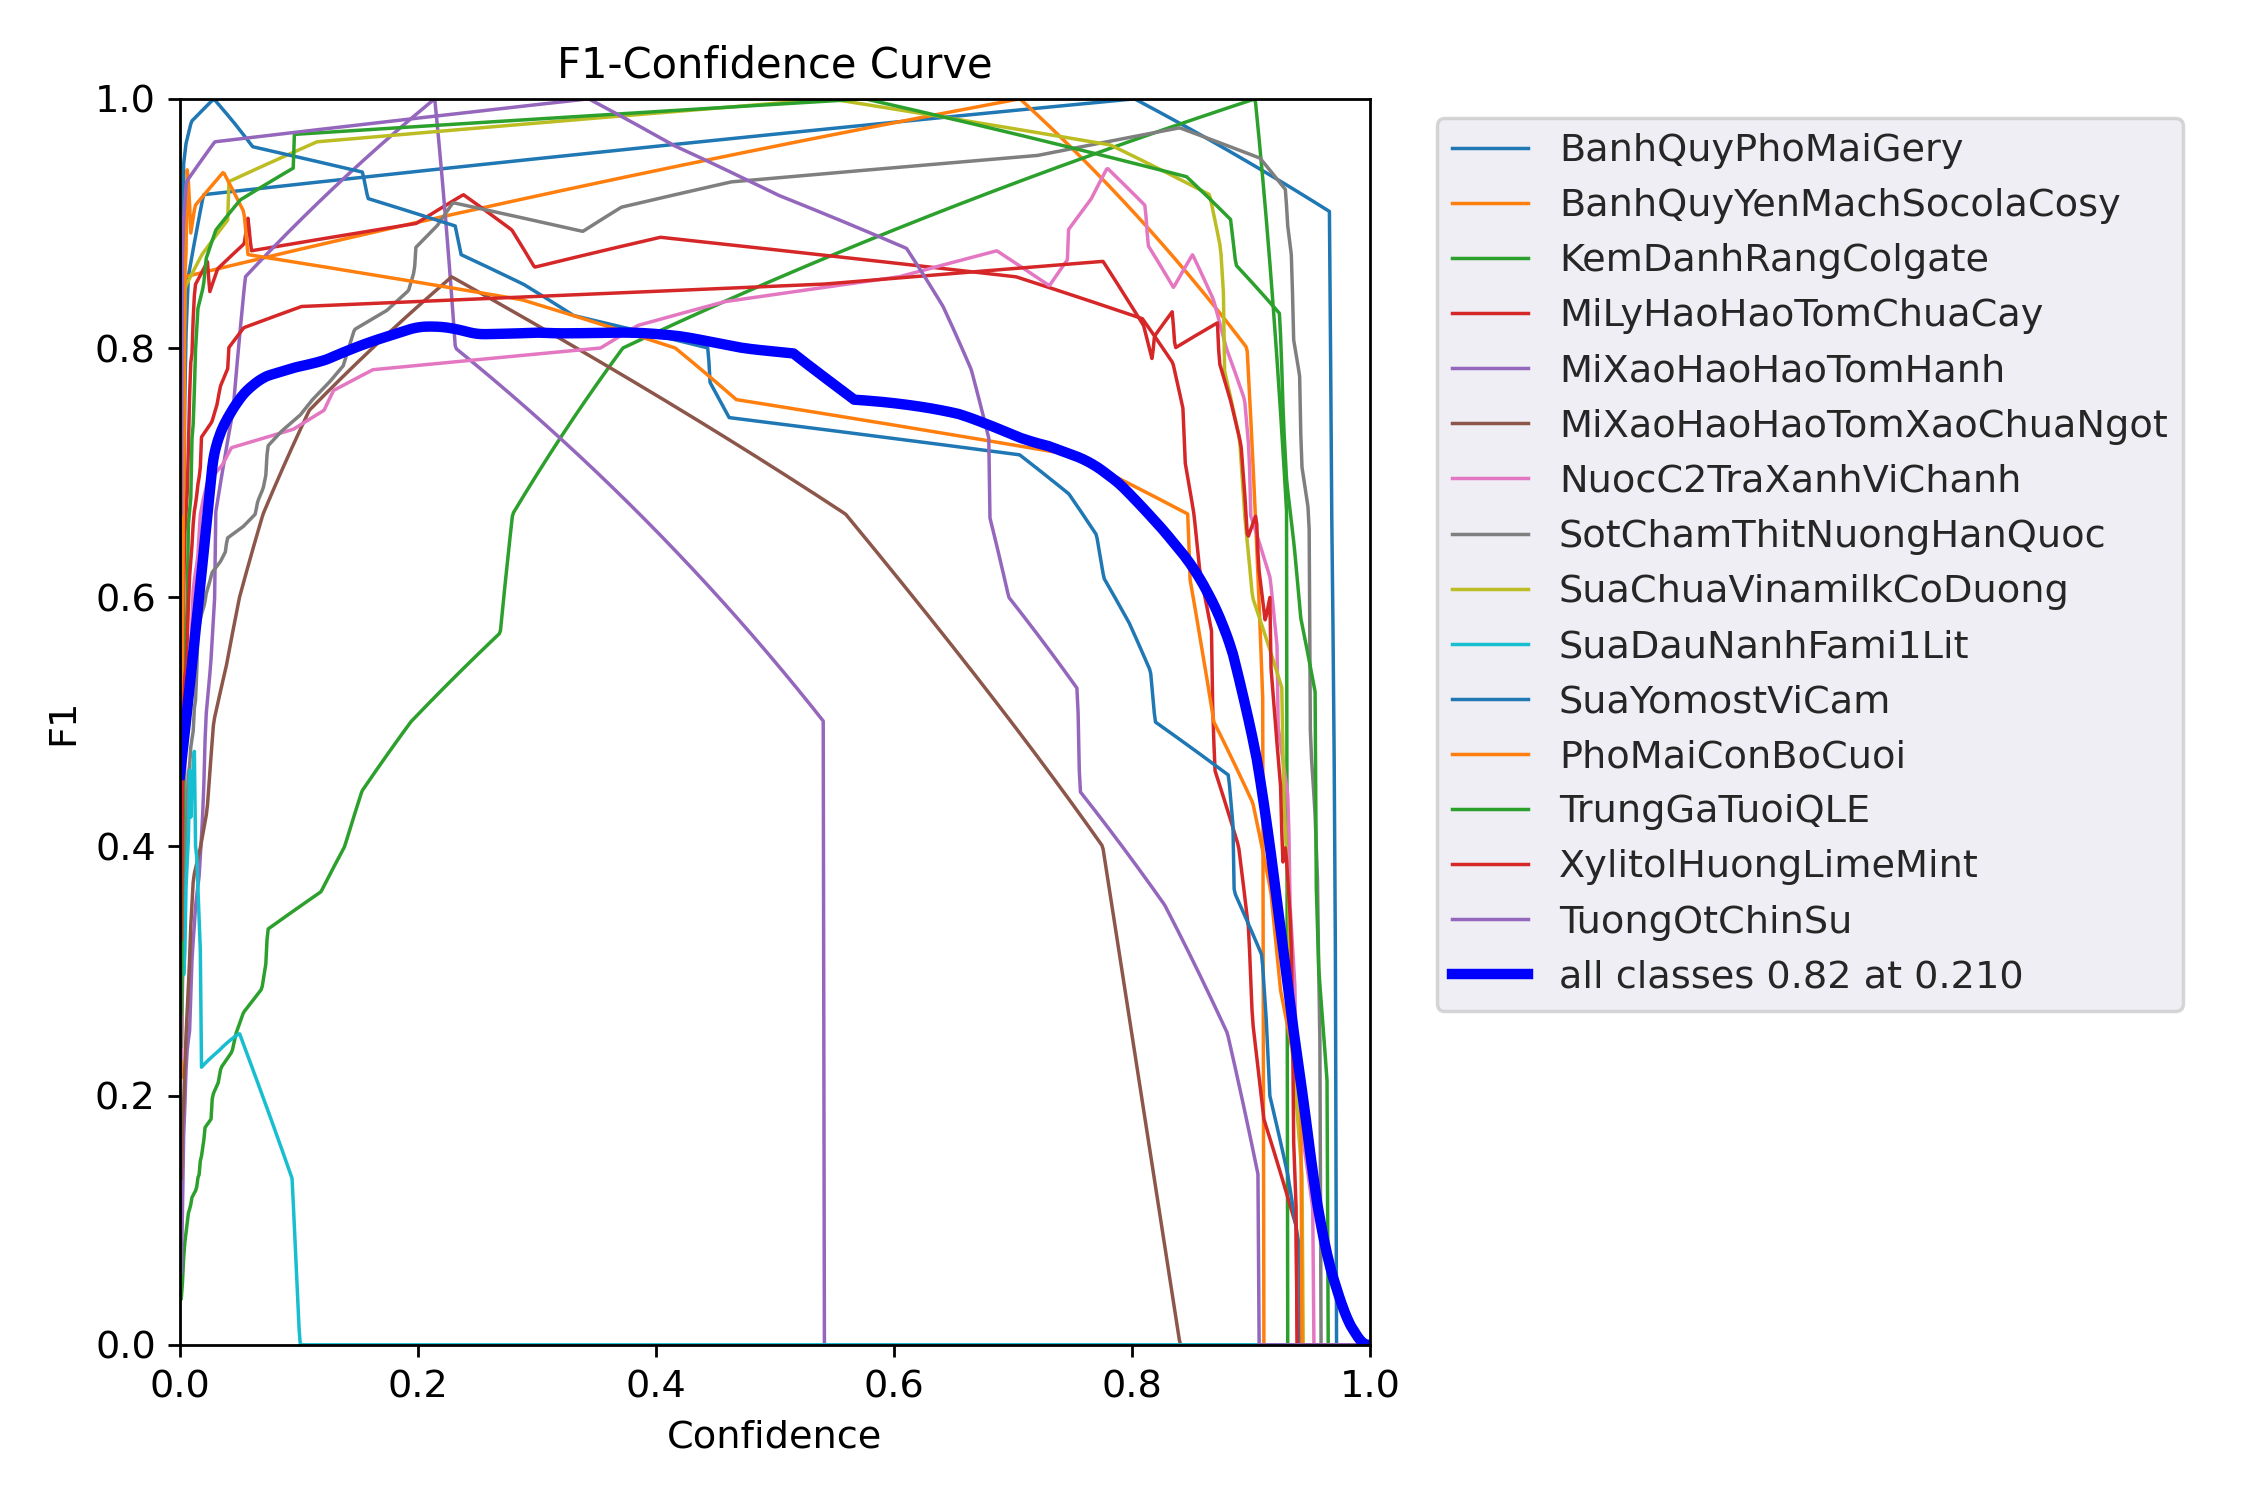 F1-Confidence Curve
1.0
0.8
0.6
0.4
0.2
0.0
F1
0.0 0.2 0.4 0.6 0.8 1.0
Confidence
BanhQuyPhoMaiGery
BanhQuyYenMachSocolaCosy
KemDanhRangColgate
MiLyHaoHaoTomChuaCay
MiXaoHaoHaoTomHanh
MiXaoHaoHaoTomXaoChuaNgot
NuocC2TraXanhViChanh
SotChamThitNuongHanQuoc
SuaChuaVinamilkCoDuong
SuaDauNanhFami1Lit
SuaYomostViCam
PhoMaiConBoCuoi
TrungGaTuoiQLE
XylitolHuongLimeMint
TuongOtChinSu
all classes 0.82 at 0.210